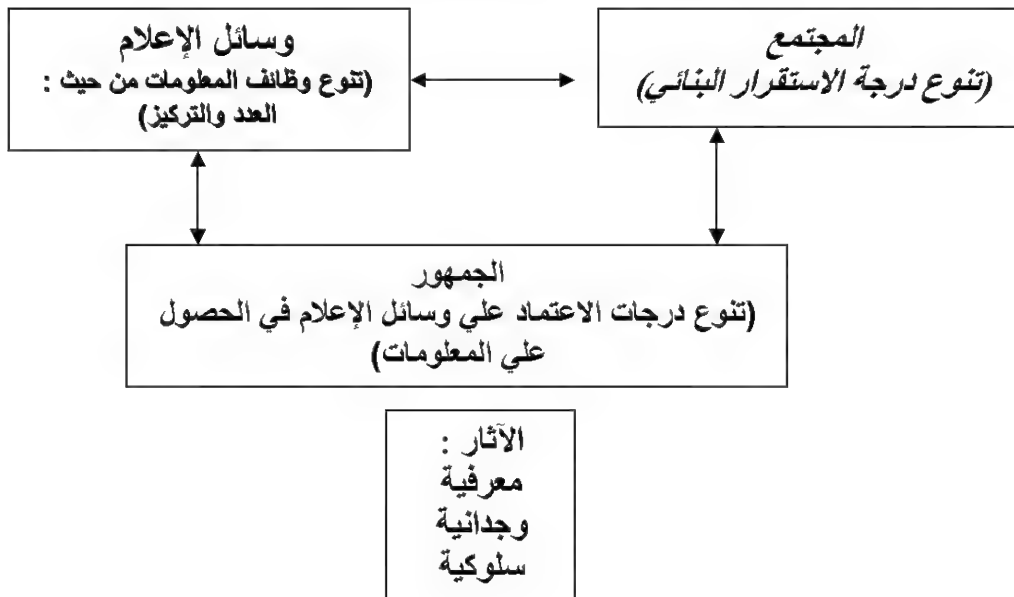 المجتمع
(تنوع درجة الاستقرار البنائي)
وسائل الإعلام
(تنوع وظائف المعلومات من حيث :
العدد والتركيز)
الجمهور
(تنوع درجات الاعتماد علي وسائل الإعلام في الحصول
علي المعلومات)
الآثار :
معرفية
وجدانية
سلوكية